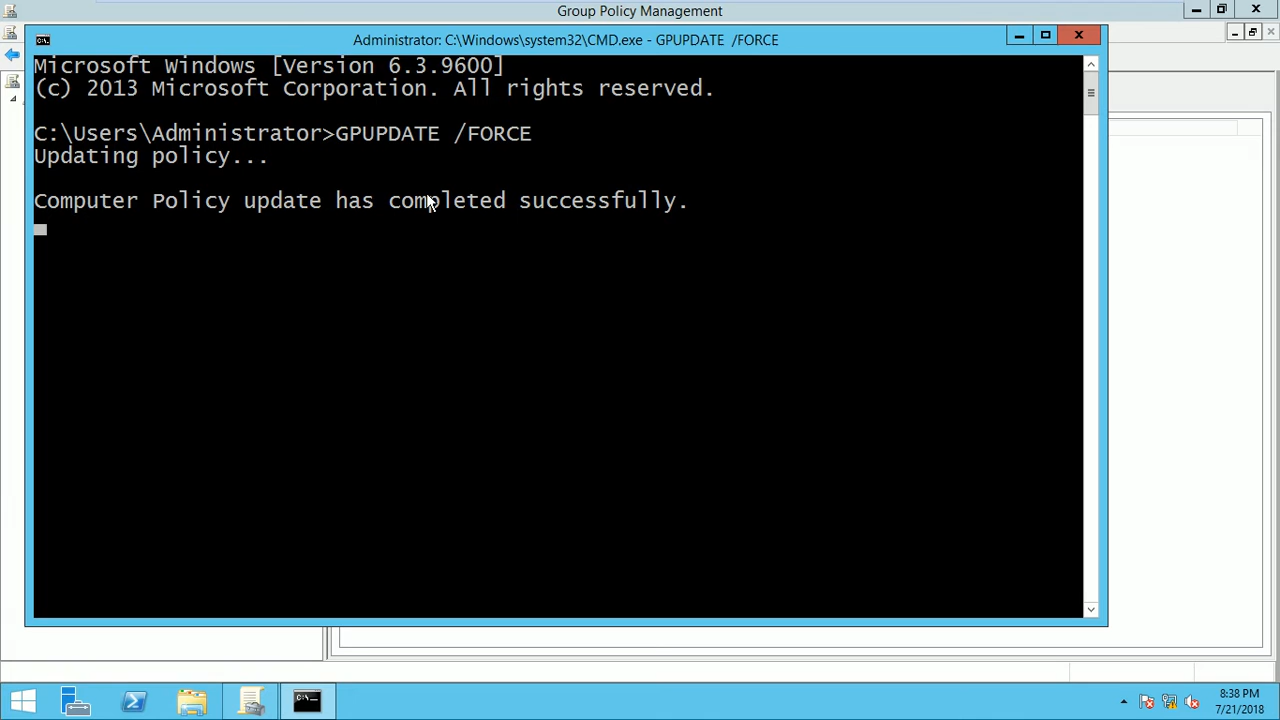 Group Policy Management
Administrator: C:\Windows\system32\CMD.exe - GPUPDATE /FORCE
Microsoft Windows [Version 6.3.9600]
(c) 2013 Microsoft Corporation. All rights reserved.
C:\Users\Administrator>GPUPDATE /FORCE
Updating policy...
Computer Policy update has completed successfully.
8:38 PM
7/21/2018